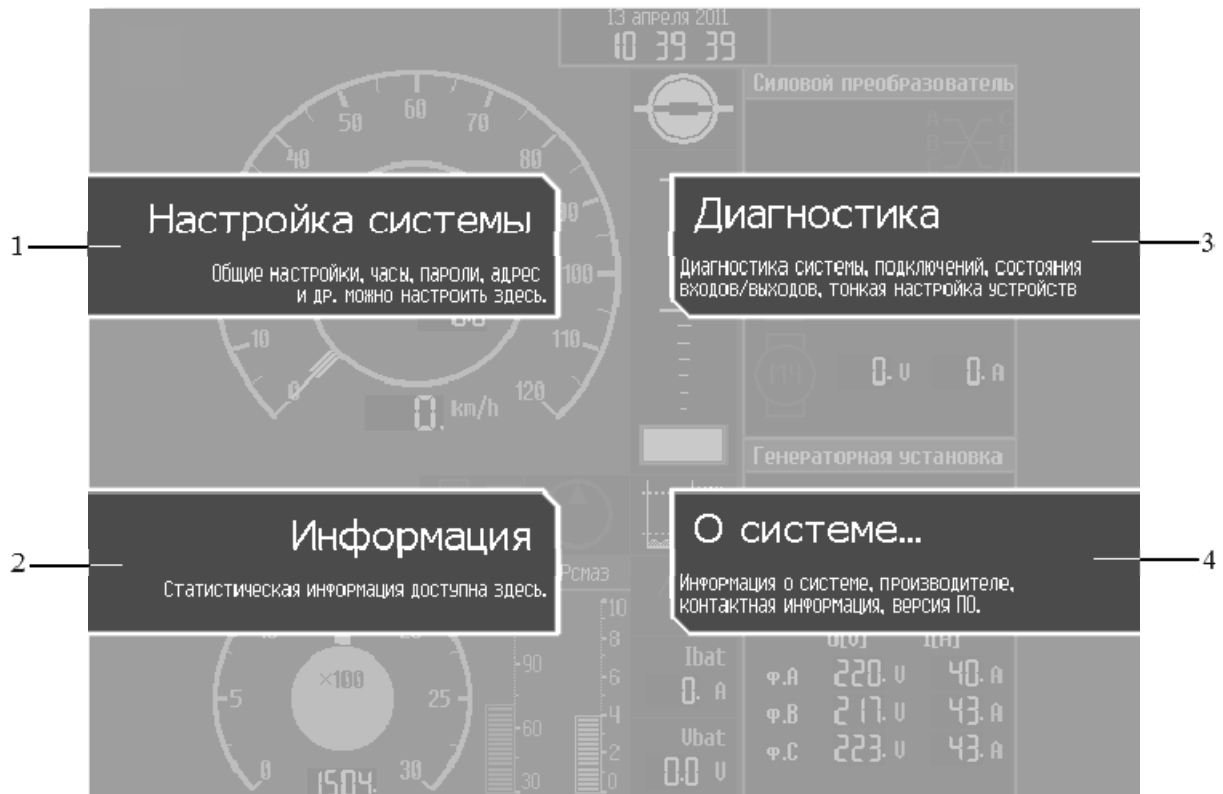 13 апреля 2011
10 39 39
Силовой преобразователь
50 60 70
40 80
90
100
10 110
0 120
0. km/h
1
Настройка системы
Общие настройки, часы, пароли, адрес
и др. можно настроить здесь.
3
Диагностика
Диагностика системы, подключений, состояния
входов/выходов, тонкая настройка устройств
МЧ 0. V 0. A
Генераторная установка
2
Информация
Статистическая информация доступна здесь.
4
О системе...
Информация о системе, производителе,
контактная информация, версия ПО.
Pсмаз
×100
5 25
0 30
1504.
90
60
30
10
8
6
4
2
0
Ibat
0. A
Ubat
0.0 V
U[V] I[A]
φ.A 220. V 40. A
φ.B 217. V 43. A
φ.C 223. V 43. A